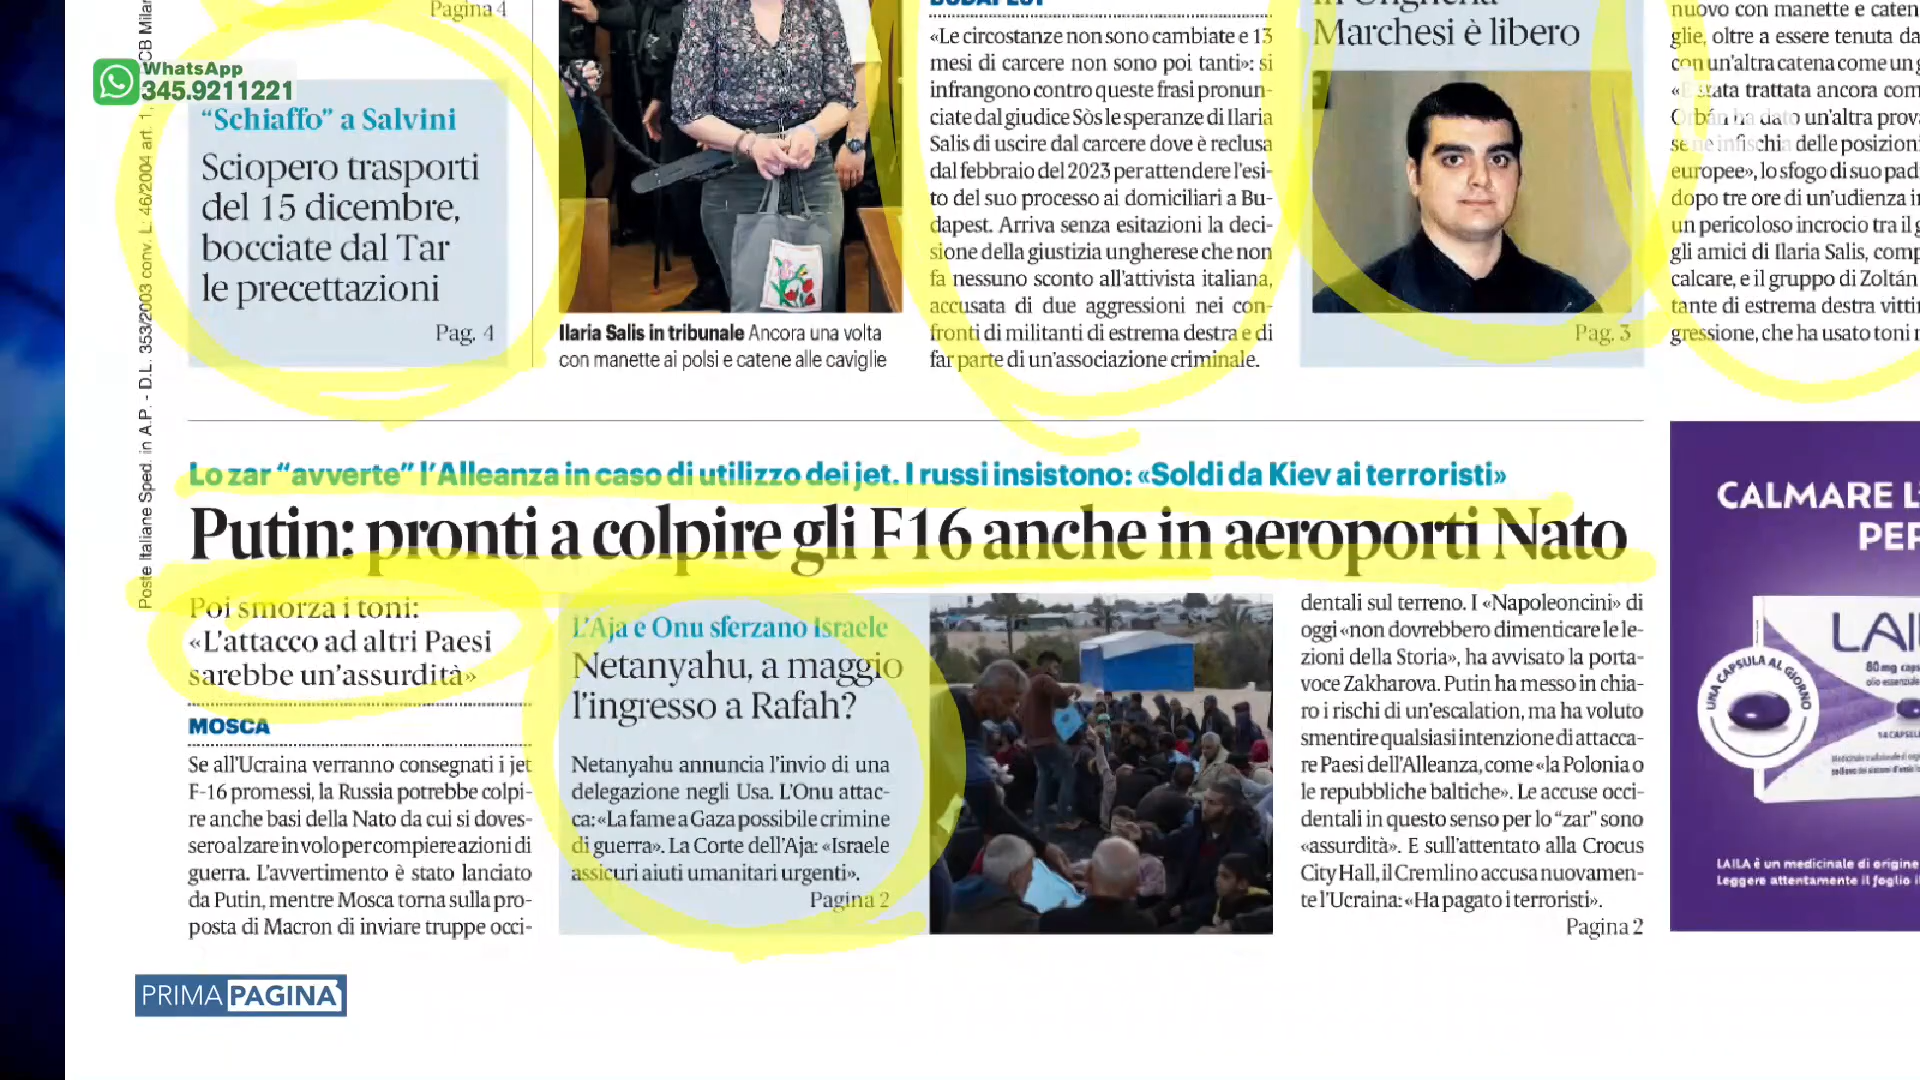 Pagina 4
WhatsApp
345.9211221
"Schiaffo" a Salvini
Sciopero trasporti
del 15 dicembre,
bocciate dal Tar
le precettazioni
Pag. 4
Poste Italiane Sped. in A.P. - D.L. 353/2003 conv. L: 46/2004 art. 1,
Ilaria Salis in tribunale Ancora una volta
con manette ai polsi e catene alle caviglie
BUDAPEST
«Le circostanze non sono cambiate e 13
mesi di carcere non sono poi tanti»: si
infrangono contro queste frasi pronun-
ciate dal giudice Sòs le speranze di Ilaria
Salis di uscire dal carcere dove è reclusa
dal febbraio del 2023 per attendere l'esi-
to del suo processo ai domiciliari a Bu-
dapest. Arriva senza esitazioni la deci-
sione della giustizia ungherese che non
fa nessuno sconto all'attivista italiana,
accusata di due aggressioni nei con-
fronti di militanti di estrema destra e di
far parte di un'associazione criminale.
in Ungheria
Marchesi è libero
Pag. 3
nuovo con manette e caten
glie, oltre a essere tenuta da
con un'altra catena come un g
stata trattata ancora com
Orbán ha dato un'altra prov
se ne infischia delle posizioni
europee», lo sfogo di suo pad
dopo tre ore di un'udienza in
un pericoloso incrocio tra il g
gli amici di Ilaria Salis, comp
calcare, e il gruppo di Zoltán
tante di estrema destra vittin
gressione, che ha usato toni n
Lo zar "avverte" l'Alleanza in caso di utilizzo dei jet. I russi insistono: «Soldi da Kiev ai terroristi»
Putin: pronti a colpire gli F16 anche in aeroporti Nato
Poi smorza i toni:
«L'attacco ad altri Paesi
sarebbe un'assurdità»
MOSCA
Se all'Ucraina verranno consegnati i jet
F-16 promessi, la Russia potrebbe colpi-
re anche basi della Nato da cui si doves-
sero alzare in volo per compiere azioni di
guerra. L'avvertimento è stato lanciato
da Putin, mentre Mosca torna sulla pro-
posta di Macron di inviare truppe occi-
L'Aja e Onu sferzano Israele
Netanyahu, a maggio
l'ingresso a Rafah?
Netanyahu annuncia l'invio di una
delegazione negli Usa. L'Onu attac-
ca: «La fame a Gaza possibile crimine
di guerra». La Corte dell'Aja: «Israele
assicuri aiuti umanitari urgenti».
Pagina 2
dentali sul terreno. I «Napoleoncini» di
oggi «non dovrebbero dimenticare le le-
zioni della Storia», ha avvisato la porta-
voce Zakharova. Putin ha messo in chia-
ro i rischi di un'escalation, ma ha voluto
smentire qualsiasi intenzione di attacca-
re Paesi dell'Alleanza, come «la Polonia o
le repubbliche baltiche». Le accuse occi-
dentali in questo senso per lo "zar" sono
«assurdità». E sull'attentato alla Crocus
City Hall, il Cremlino accusa nuovamen-
te l'Ucraina: «Ha pagato i terroristi».
Pagina 2
CALMARE L'
PER
LAILA
80 mg caps
olio essenziale
UNA CAPSULA AL GIORNO
14 CAPSUL
LAILA è un medicinale di origine
Leggere attentamente il foglio il
PRIMA PAGINA